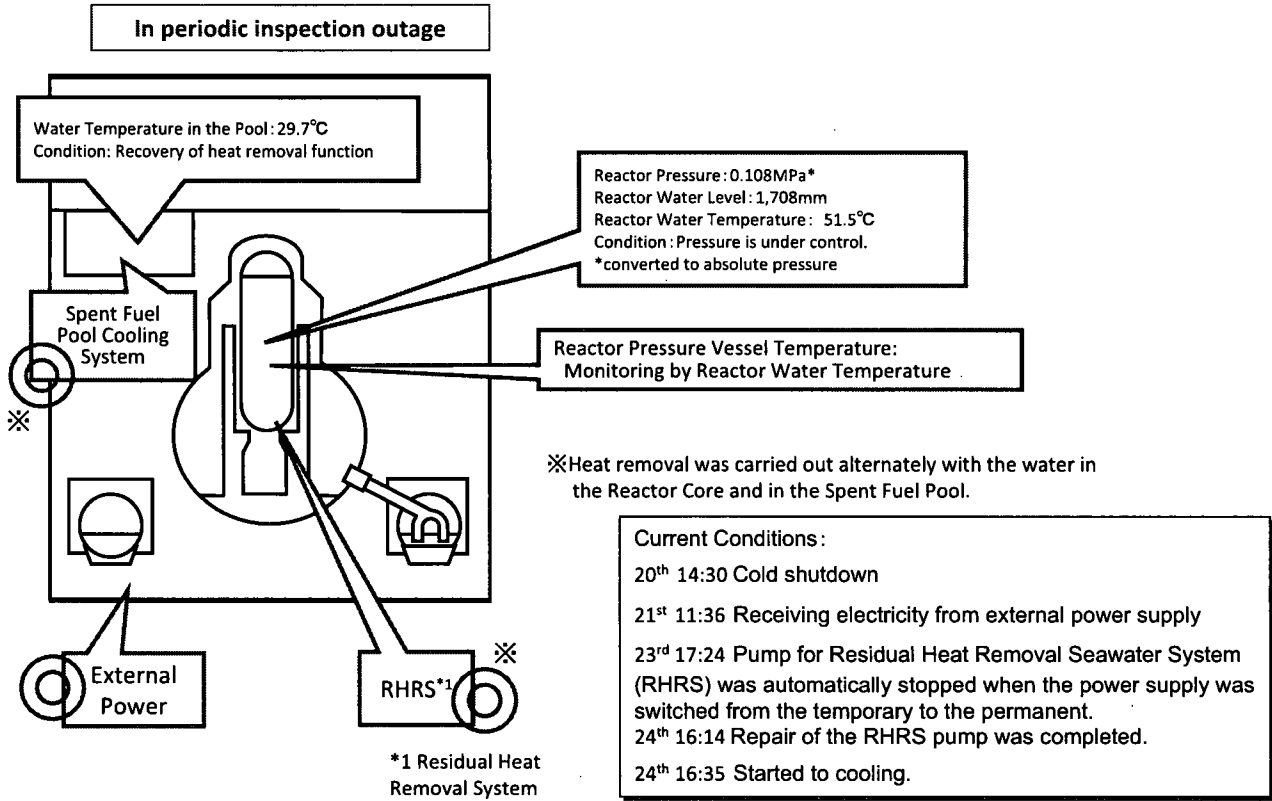 In periodic inspection outage
Water Temperature in the Pool: 29.7℃
Condition: Recovery of heat removal function
Reactor Pressure: 0.108MPa*
Reactor Water Level: 1,708mm
Reactor Water Temperature: 51.5℃
Condition: Pressure is under control.
*converted to absolute pressure
Spent Fuel
Pool Cooling
System
※
Reactor Pressure Vessel Temperature:
Monitoring by Reactor Water Temperature
※Heat removal was carried out alternately with the water in
the Reactor Core and in the Spent Fuel Pool.
External
Power
RHRS*1
※
*1 Residual Heat
Removal System
Current Conditions:
20th 14:30 Cold shutdown
21st 11:36 Receiving electricity from external power supply
23rd 17:24 Pump for Residual Heat Removal Seawater System
(RHRS) was automatically stopped when the power supply was
switched from the temporary to the permanent.
24th 16:14 Repair of the RHRS pump was completed.
24th 16:35 Started to cooling.